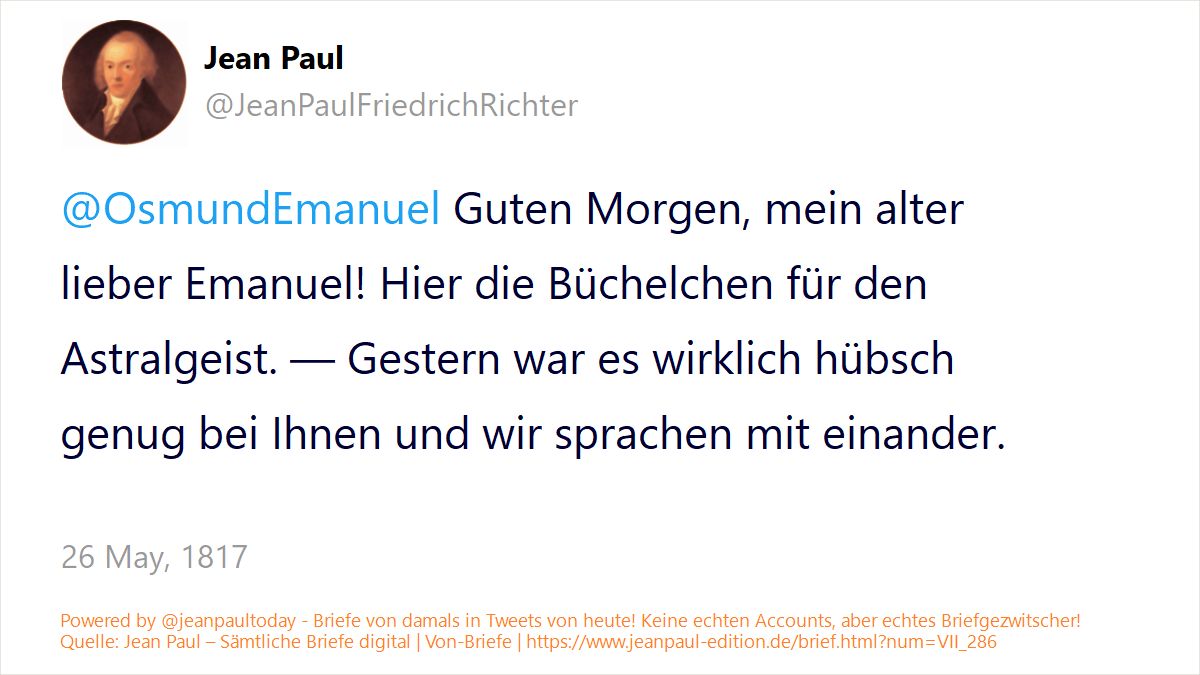 Jean Paul
@JeanPaulFriedrichRichter
@OsmundEmanuel Guten Morgen, mein alter
lieber Emanuel! Hier die Büchelchen für den
Astralgeist. — Gestern war es wirklich hübsch
genug bei Ihnen und wir sprachen mit einander.
26 May, 1817
Powered by @jeanpaultoday - Briefe von damals in Tweets von heute! Keine echten Accounts, aber echtes Briefgezwitscher!
Quelle: Jean Paul – Sämtliche Briefe digital | Von-Briefe | https://www.jeanpaul-edition.de/brief.html?num=VII_286